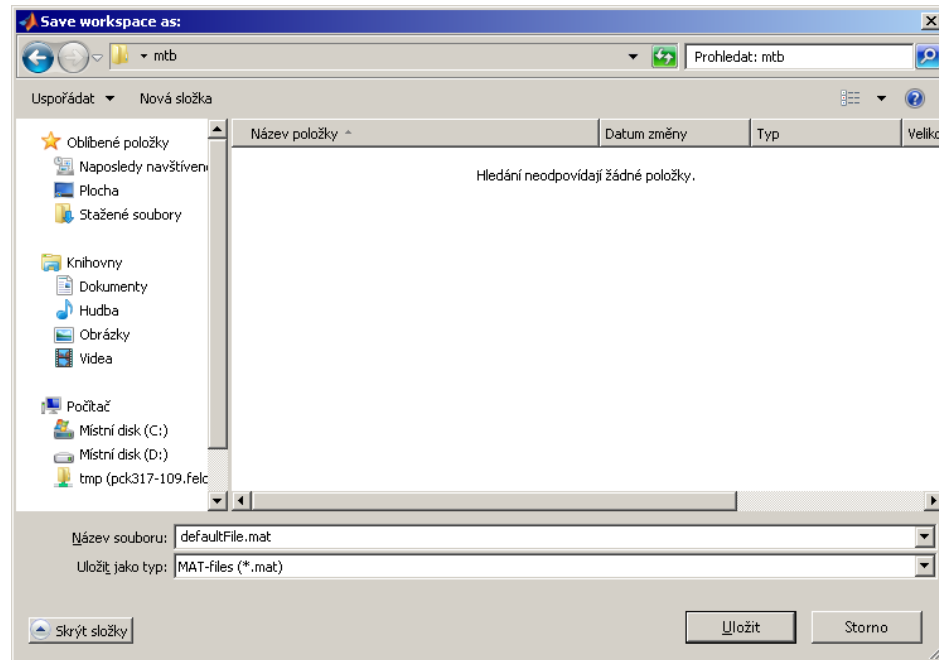 Save workspace as:
mtb
Prohledat: mtb
Uspořádat Nová složka
Název položky Datum změny Typ
Hledání neodpovídají žádné položky.
Oblíbené položky
Naposledy
Plocha
Stažené soubory
Knihovny
Dokumenty
Hudba
Obrázky
Videa
Počítač
Místní disk (C:)
Místní disk (D:)
tmp (pck317-109.felc
Název souboru: defaultFile.mat
Uložit jako typ: MAT-files (*.mat)
Skrýt složky
Uložit Storno